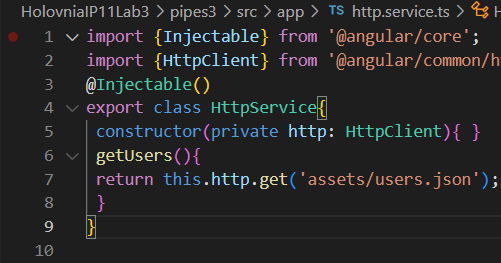 HolovniaIP11Lab3 > pipes3 > src > app > TS http.service.ts >
1 import {Injectable} from '@angular/core';
2 import {HttpClient} from '@angular/common/
3 @Injectable()
4 export class HttpService{
5 constructor(private http: HttpClient){ }
6 getUsers(){
7 return this.http.get('assets/users.json');
8 }
9 }
10